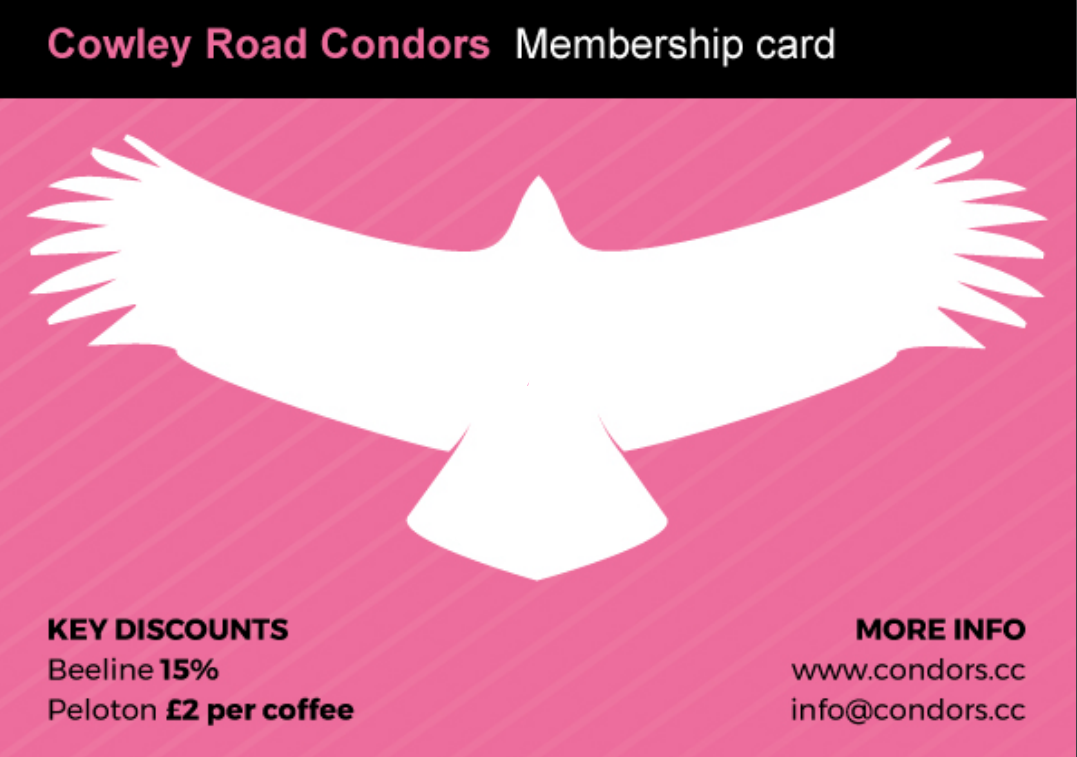 Cowley Road Condors Membership card
KEY DISCOUNTS
Beeline 15%
Peloton £2 per coffee
MORE INFO
www.condors.cc
info@condors.cc